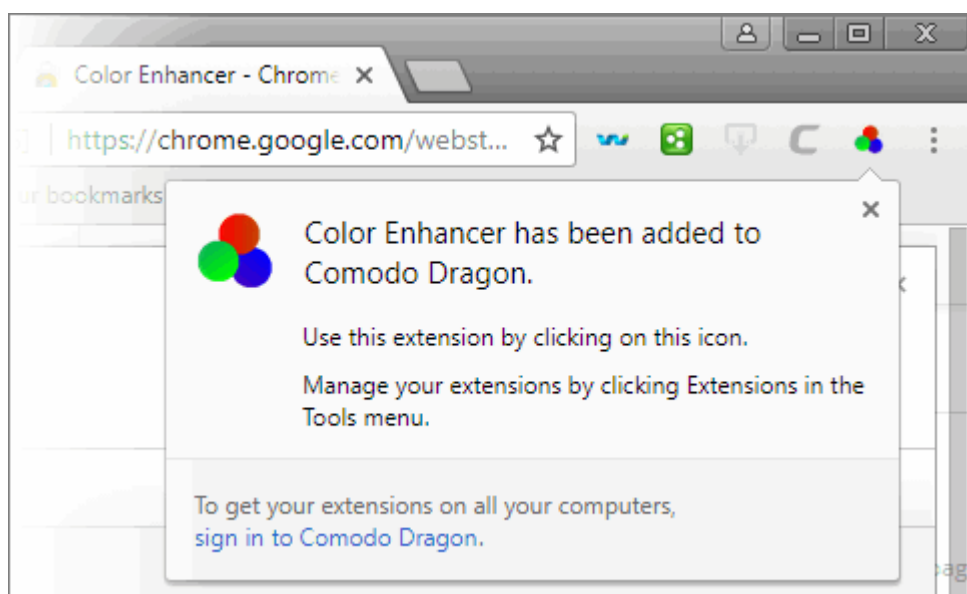 Color Enhancer - Chrome
https://chrome.google.com/webst...
ur bookmarks
Color Enhancer has been added to
Comodo Dragon.
Use this extension by clicking on this icon.
Manage your extensions by clicking Extensions in the
Tools menu.
To get your extensions on all your computers,
sign in to Comodo Dragon.